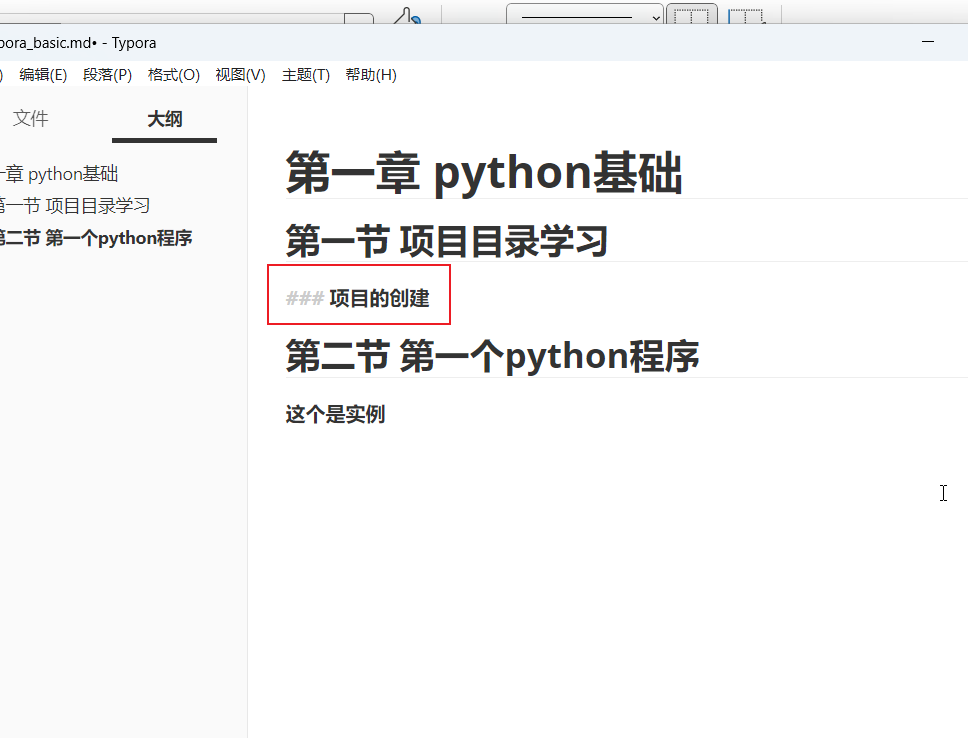 pora_basic.md• - Typora
) 编辑(E) 段落(P) 格式(O) 视图(V) 主题(T) 帮助(H)
文件 大纲
一章 python基础
第一节 项目目录学习
第二节 第一个python程序
第一章 python基础
第一节 项目目录学习
### 项目的创建
第二节 第一个python程序
这个是实例